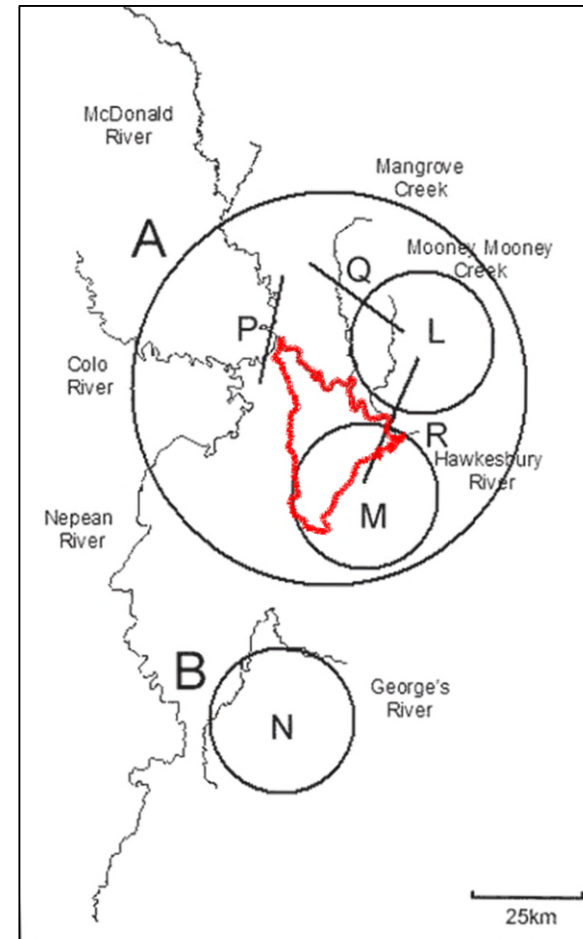 McDonald
River
Mangrove
Creek
A
Mooney Mooney
Creek
Q
P
L
Colo
River
R
Hawkesbury
River
Nepean
River
M
B
George's
River
N
25km